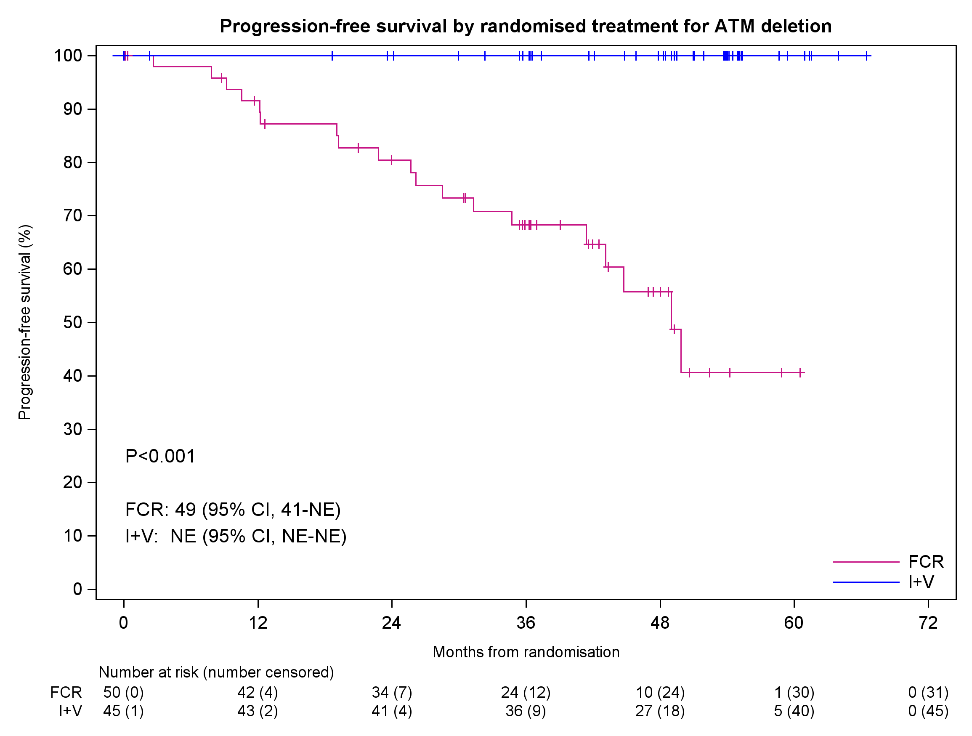 Progression-free survival by randomised treatment for ATM deletion
Progression-free survival (%)
100
90
80
70
60
50
40
30
20
10
0
P<0.001
FCR: 49 (95% CI, 41-NE)
I+V: NE (95% CI, NE-NE)
FCR
I+V
0 12 24 36 48 60 72
Months from randomisation
Number at risk (number censored)
FCR 50 (0) 42 (4) 34 (7) 24 (12) 10 (24) 1 (30) 0 (31)
I+V 45 (1) 43 (2) 41 (4) 36 (9) 27 (18) 5 (40) 0 (45)